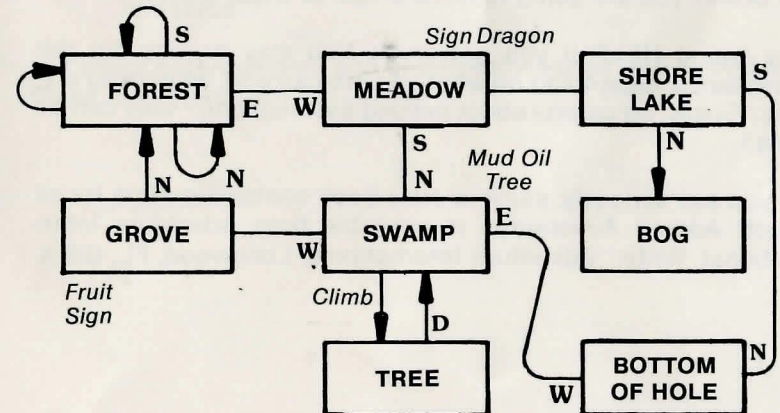 S
Sign Dragon
FOREST
E
W
MEADOW
SHORE
LAKE
S
N
S
N
Mud Oil
Tree
N
N
GROVE
W
SWAMP
E
BOG
Fruit
Sign
Climb
D
TREE
W
BOTTOM
OF HOLE
N